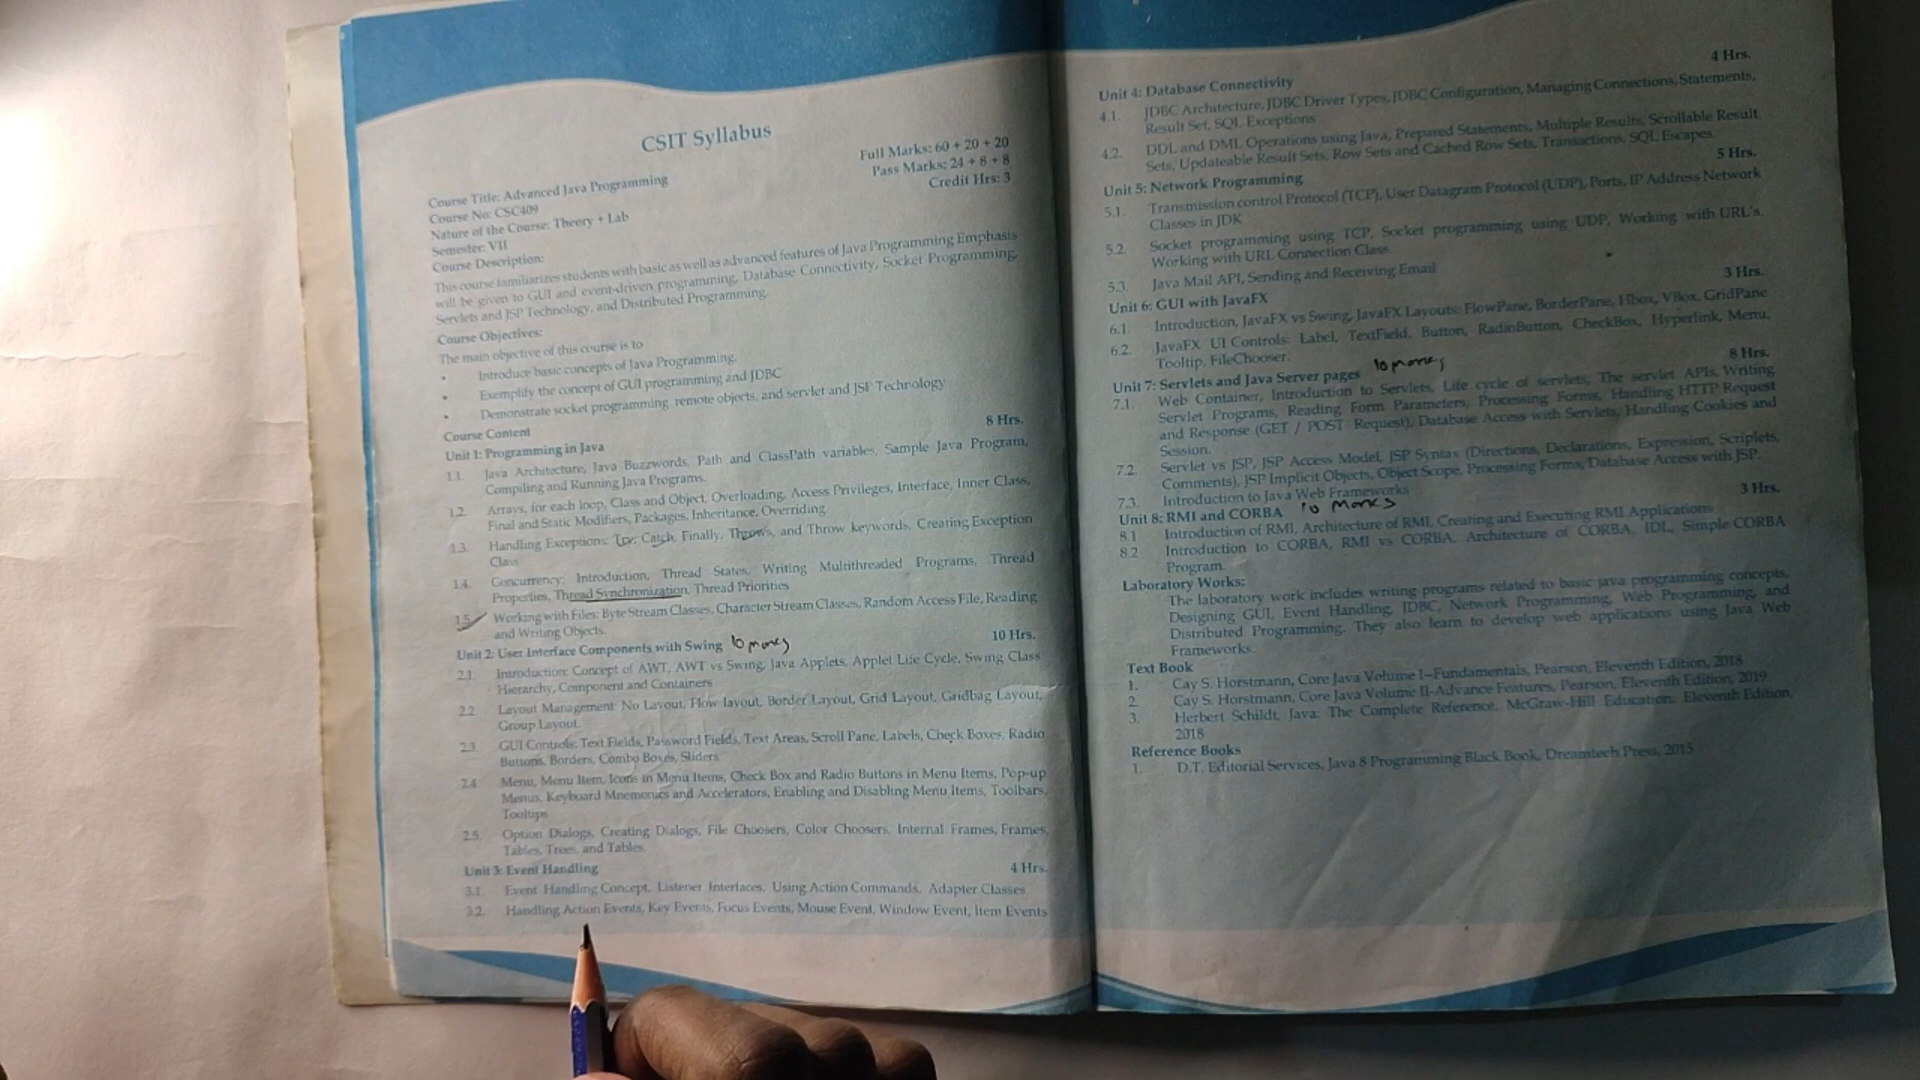 CSIT Syllabus
Full Marks: 60 + 20 + 20
Pass Marks: 24 + 8 + 8
Credit Hrs: 3
Course Title: Advanced Java Programming
Course No: CSC409
Nature of the Course: Theory + Lab
Semester: VII
Course Description:
This course familiarizes students with basic as well as advanced features of Java Programming Emphasis
will be given to GUI and event-driven programming, Database Connectivity, Socket Programming,
Servlets and JSP Technology, and Distributed Programming.
Course Objectives:
The main objective of this course is to
• Introduce basic concepts of Java Programming.
• Exemplify the concept of GUI programming and JDBC
• Demonstrate socket programming, remote objects, and servlet and JSP Technology
Course Content
Unit 1: Programming in Java 8 Hrs.
1.1. Java Architecture, Java Buzzwords, Path and ClassPath variables, Sample Java Program,
Compiling and Running Java Programs.
1.2. Arrays, for each loop, Class and Object, Overloading, Access Privileges, Interface, Inner Class,
Final and Static Modifiers, Packages, Inheritance, Overriding.
1.3. Handling Exceptions: Try, Catch, Finally, Throws, and Throw keywords, Creating Exception
Class
1.4. Concurrency: Introduction, Thread States, Writing Multithreaded Programs, Thread
Properties, Thread Synchronization, Thread Priorities
1.5. Working with Files: Byte Stream Classes, Character Stream Classes, Random Access File, Reading
and Writing Objects.
Unit 2: User Interface Components with Swing 10 marks 10 Hrs.
2.1. Introduction: Concept of AWT, AWT vs Swing, Java Applets, Applet Life Cycle, Swing Class
Hierarchy, Component and Containers
2.2. Layout Management: No Layout, Flow layout, Border Layout, Grid Layout, Gridbag Layout,
Group Layout.
2.3. GUI Controls: Text Fields, Password Fields, Text Areas, Scroll Pane, Labels, Check Boxes, Radio
Buttons, Borders, Combo Boxes, Sliders
2.4. Menu, Menu Item, Icons in Menu Items, Check Box and Radio Buttons in Menu Items, Pop-up
Menus, Keyboard Mnemonics and Accelerators, Enabling and Disabling Menu Items, Toolbars,
Tooltips
2.5. Option Dialogs, Creating Dialogs, File Choosers, Color Choosers, Internal Frames, Frames,
Tables, Trees, and Tables.
Unit 3: Event Handling 4 Hrs.
3.1. Event Handling Concept, Listener Interfaces, Using Action Commands, Adapter Classes
3.2. Handling Action Events, Key Events, Focus Events, Mouse Event, Window Event, Item Events
Unit 4: Database Connectivity 4 Hrs.
4.1. JDBC Architecture, JDBC Driver Types, JDBC Configuration, Managing Connections, Statements,
Result Set, SQL Exceptions
4.2. DDL and DML Operations using Java, Prepared Statements, Multiple Results, Scrollable Result
Sets, Updateable Result Sets, Row Sets and Cached Row Sets, Transactions, SQL Escapes.
Unit 5: Network Programming 5 Hrs.
5.1. Transmission control Protocol (TCP), User Datagram Protocol (UDP), Ports, IP Address Network
Classes in JDK
5.2. Socket programming using TCP, Socket programming using UDP, Working with URL's.
Working with URL Connection Class.
5.3. Java Mail API, Sending and Receiving Email
Unit 6: GUI with JavaFX 3 Hrs.
6.1. Introduction, JavaFX vs Swing, JavaFX Layouts: FlowPane, BorderPane, Hbox, VBox, GridPane
6.2. JavaFX UI Controls: Label, TextField, Button, RadioButton, CheckBox, Hyperlink, Menu,
Tooltip, FileChooser.
Unit 7: Servlets and Java Server pages 10 marks 8 Hrs.
7.1. Web Container, Introduction to Servlets, Life cycle of servlets, The servlet APIs, Writing
Servlet Programs, Reading Form Parameters, Processing Forms, Handling HTTP Request
and Response (GET / POST Request), Database Access with Servlets, Handling Cookies and
Session.
7.2. Servlet vs JSP, JSP Access Model, JSP Syntax (Directions, Declarations, Expression, Scriplets,
Comments), JSP Implicit Objects, Object Scope, Processing Forms, Database Access with JSP.
7.3. Introduction to Java Web Frameworks
Unit 8: RMI and CORBA 10 Marks 3 Hrs.
8.1 Introduction of RMI, Architecture of RMI, Creating and Executing RMI Applications
8.2 Introduction to CORBA, RMI vs CORBA. Architecture of CORBA, IDL, Simple CORBA
Program.
Laboratory Works:
The laboratory work includes writing programs related to basic java programming concepts,
Designing GUI, Event Handling, JDBC, Network Programming, Web Programming, and
Distributed Programming. They also learn to develop web applications using Java Web
Frameworks.
Text Book
1. Cay S. Horstmann, Core Java Volume I–Fundamentals, Pearson, Eleventh Edition, 2018
2. Cay S. Horstmann, Core Java Volume II-Advance Features, Pearson, Eleventh Edition, 2019
3. Herbert Schildt, Java: The Complete Reference, McGraw-Hill Education, Eleventh Edition,
2018
Reference Books
1. D.T. Editorial Services, Java 8 Programming Black Book, Dreamtech Press, 2015